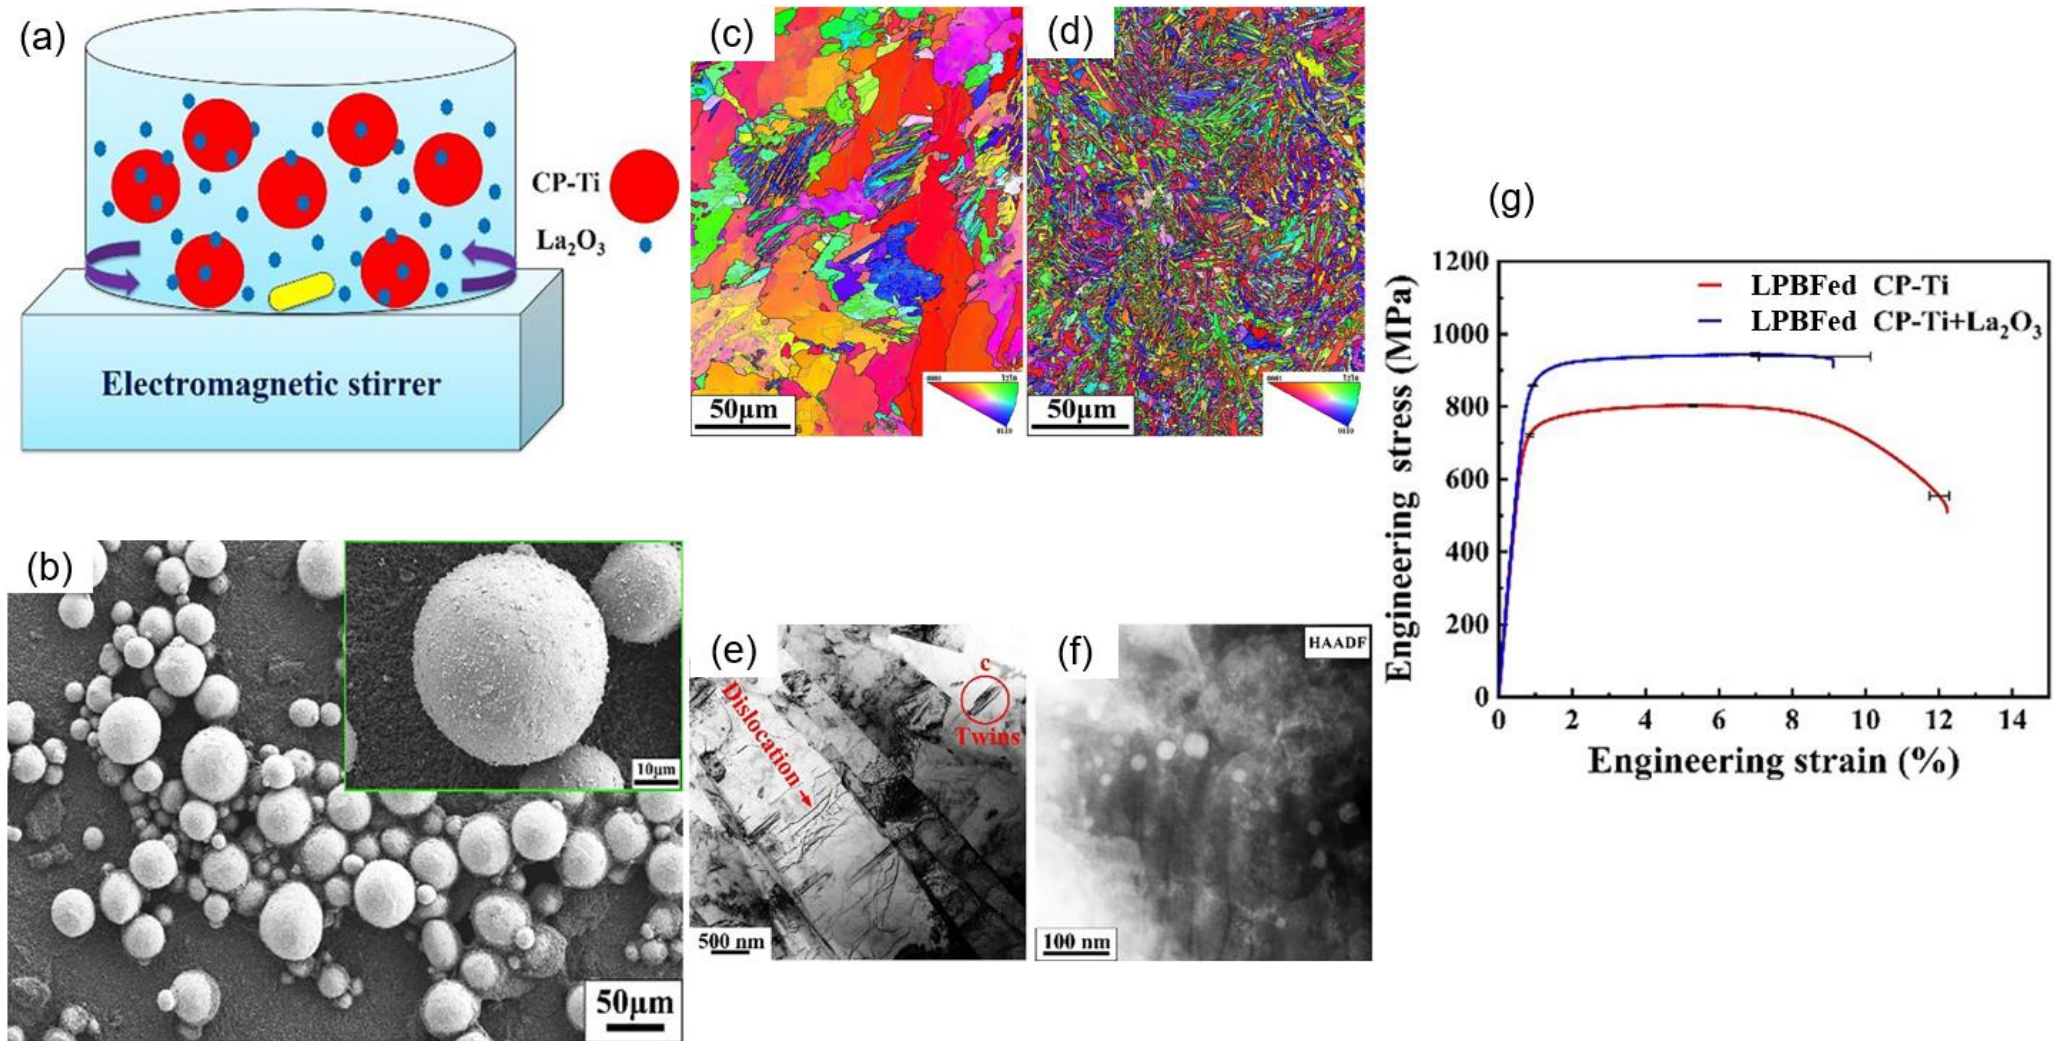 (a)
CP-Ti
La₂O₃
Electromagnetic stirrer
(b)
10μm
50μm
(c)
50μm
0001
(d)
50μm
0001
(e)
Dislocation
c
Twins
500 nm
(f)
HAADF
100 nm
(g)
Engineering stress (MPa)
1200
1000
800
600
400
200
0
LPBFed CP-Ti
LPBFed CP-Ti+La₂O₃
0 2 4 6 8 10 12 14
Engineering strain (%)